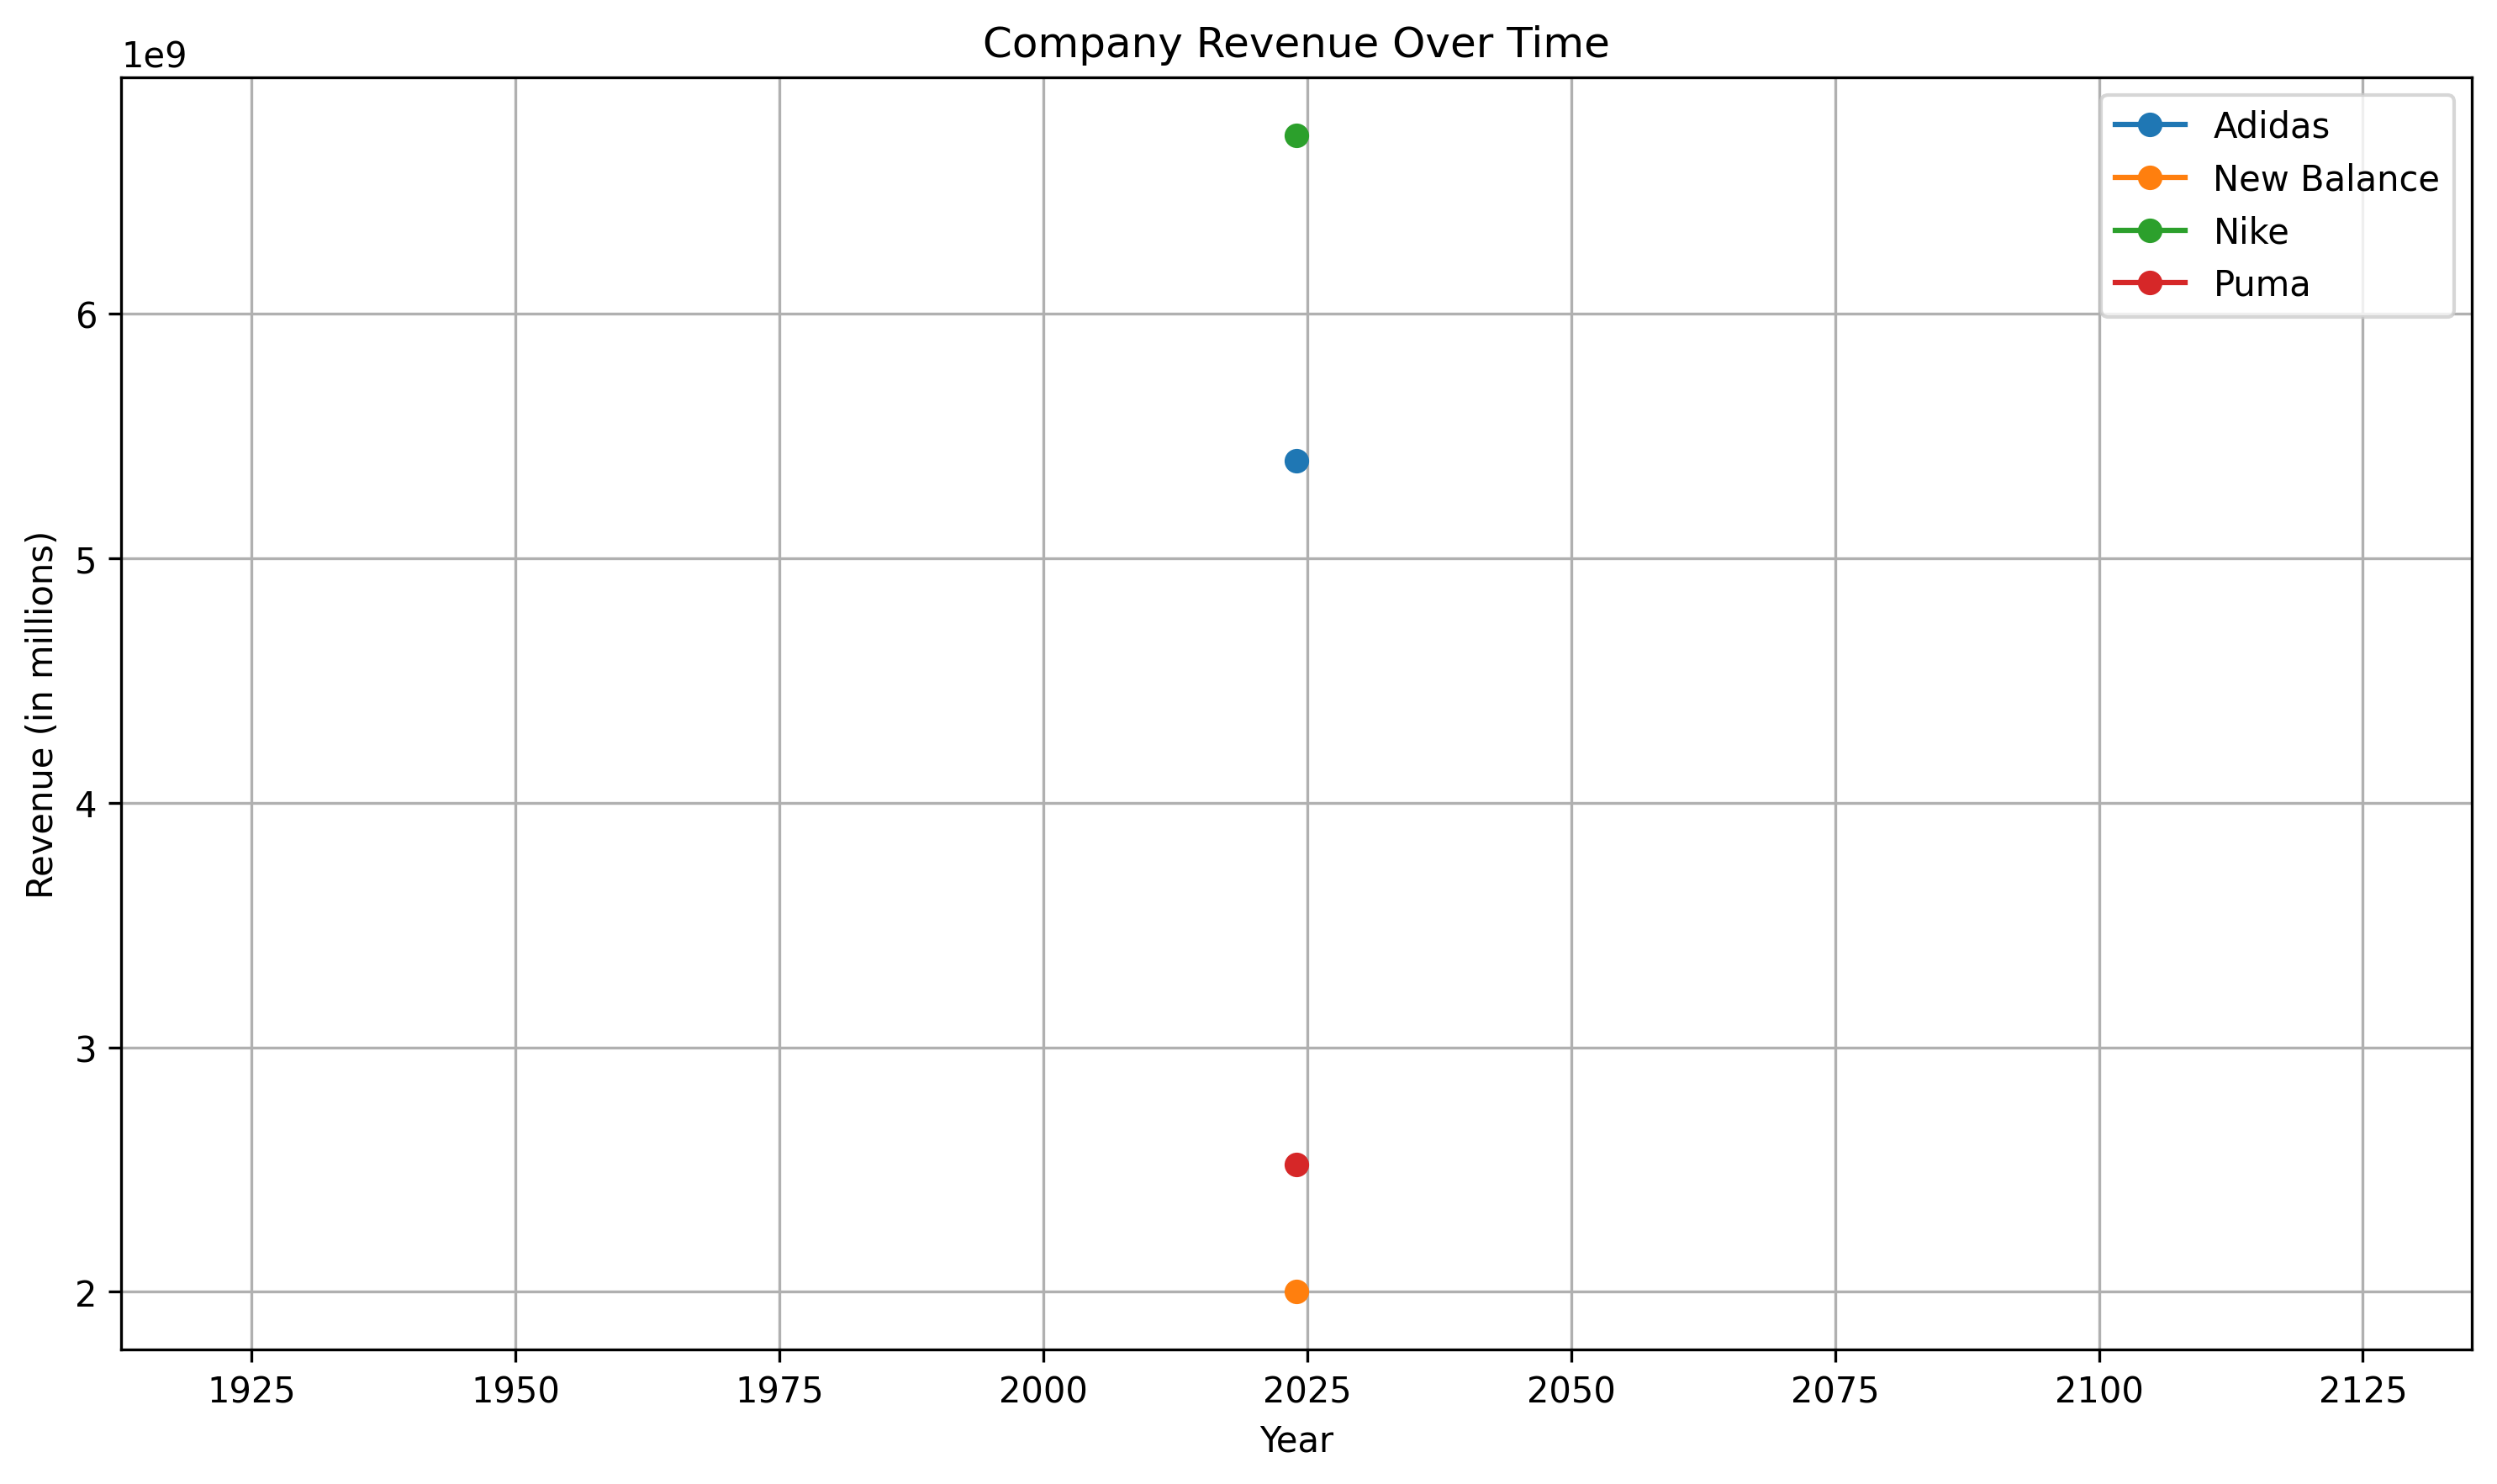 Company Revenue Over Time
1e9
Adidas
New Balance
Nike
Puma
6
5
4
3
2
Revenue (in millions)
1925 1950 1975 2000 2025 2050 2075 2100 2125
Year